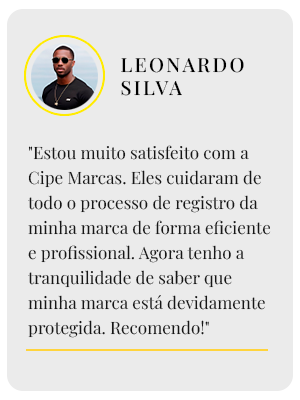 LEONARDO
SILVA
"Estou muito satisfeito com a
Cipe Marcas. Eles cuidaram de
todo o processo de registro da
minha marca de forma eficiente
e profissional. Agora tenho a
tranquilidade de saber que
minha marca está devidamente
protegida. Recomendo!"